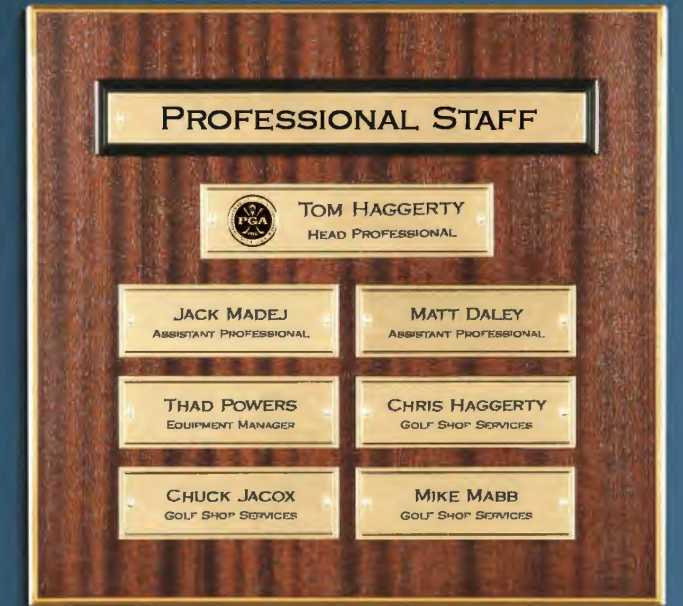 PROFESSIONAL STAFF
PGA
TOM HAGGERTY
HEAD PROFESSIONAL
JACK MADEJ
ASSISTANT PROFESSIONAL
MATT DALEY
ASSISTANT PROFESSIONAL
THAD POWERS
EQUIPMENT MANAGER
CHRIS HAGGERTY
GOLF SHOP SERVICES
CHUCK JACOX
GOLF SHOP SERVICES
MIKE MABB
GOLF SHOP SERVICES